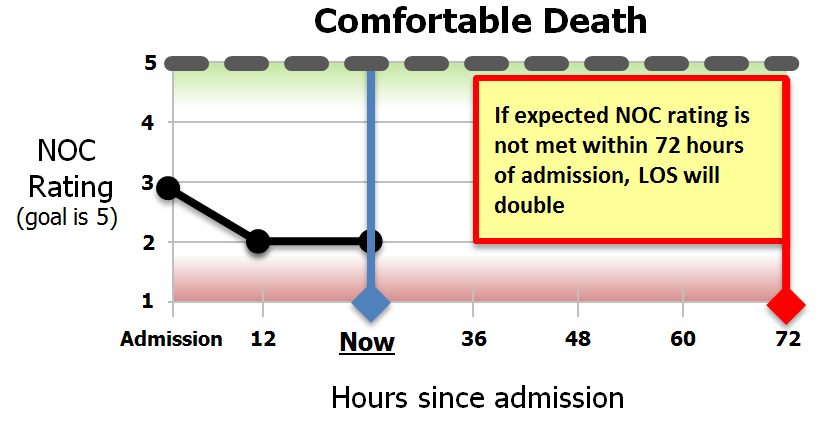 Comfortable Death
5
4
3
2
1
NOC
Rating
(goal is 5)
If expected NOC rating is
not met within 72 hours
of admission, LOS will
double
Admission 12 Now 36 48 60 72
Hours since admission